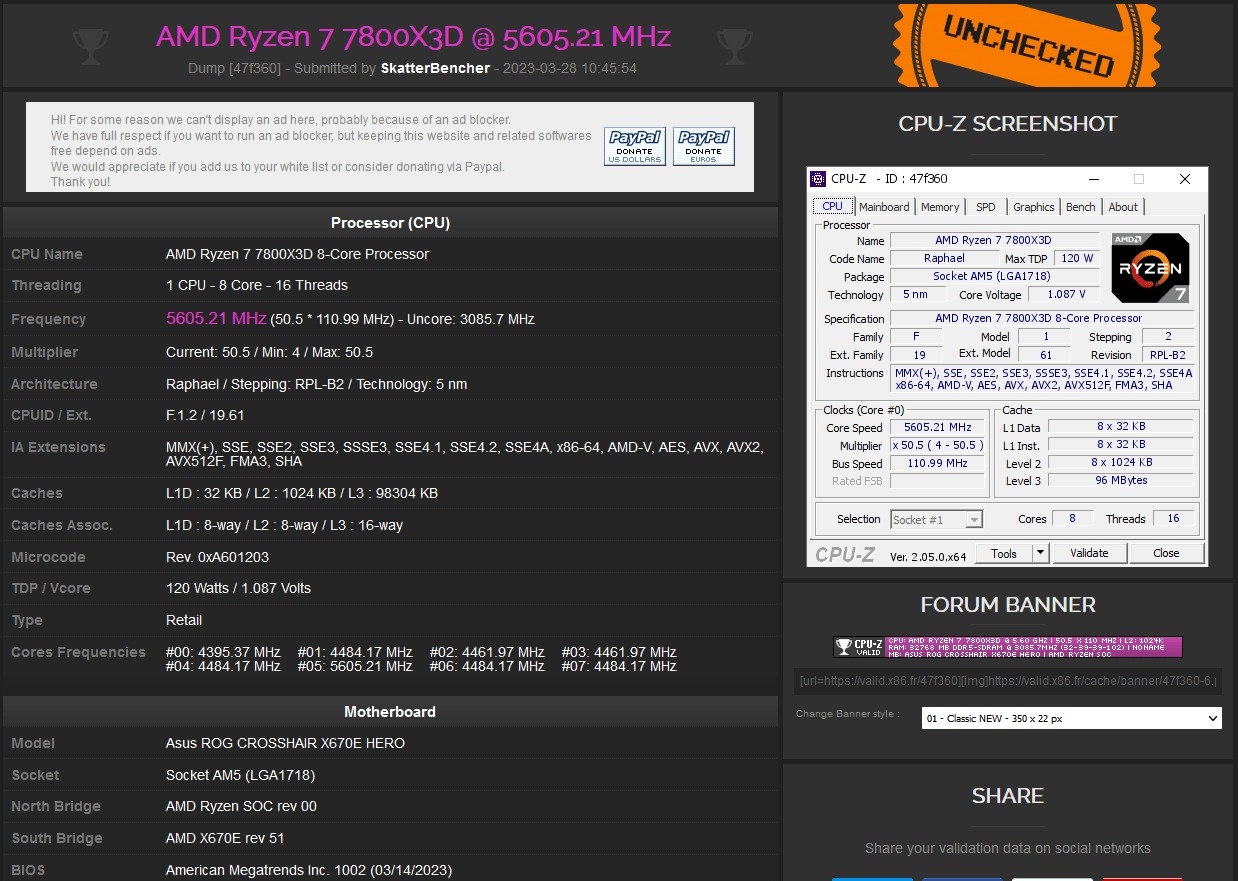 AMD Ryzen 7 7800X3D @ 5605.21 MHz
Dump [47f360] - Submitted by SkatterBencher - 2023-03-28 10:45:54
UNCHECKED
Hi! For some reason we can't display an ad here, probably because of an ad blocker.
We have full respect if you want to run an ad blocker, but keeping this website and related softwares
free depend on ads.
We would appreciate if you add us to your white list or consider donating via Paypal.
Thank you!
PayPal
DONATE
US DOLLARS
PayPal
DONATE
EUROS
Processor (CPU)
CPU Name AMD Ryzen 7 7800X3D 8-Core Processor
Threading 1 CPU - 8 Core - 16 Threads
Frequency 5605.21 MHz (50.5 * 110.99 MHz) - Uncore: 3085.7 MHz
Multiplier Current: 50.5 / Min: 4 / Max: 50.5
Architecture Raphael / Stepping: RPL-B2 / Technology: 5 nm
CPUID / Ext. F.1.2 / 19.61
IA Extensions MMX(+), SSE, SSE2, SSE3, SSSE3, SSE4.1, SSE4.2, SSE4A, x86-64, AMD-V, AES, AVX, AVX2,
AVX512F, FMA3, SHA
Caches L1D : 32 KB / L2 : 1024 KB / L3 : 98304 KB
Caches Assoc. L1D : 8-way / L2 : 8-way / L3 : 16-way
Microcode Rev. 0xA601203
TDP / Vcore 120 Watts / 1.087 Volts
Type Retail
Cores Frequencies #00: 4395.37 MHz #01: 4484.17 MHz #02: 4461.97 MHz #03: 4461.97 MHz
#04: 4484.17 MHz #05: 5605.21 MHz #06: 4484.17 MHz #07: 4484.17 MHz
Motherboard
Model Asus ROG CROSSHAIR X670E HERO
Socket Socket AM5 (LGA1718)
North Bridge AMD Ryzen SOC rev 00
South Bridge AMD X670E rev 51
BIOS American Megatrends Inc. 1002 (03/14/2023)
CPU-Z SCREENSHOT
CPU-Z - ID : 47f360
CPU Mainboard Memory SPD Graphics Bench About
Processor
Name AMD Ryzen 7 7800X3D
Code Name Raphael Max TDP 120 W
Package Socket AM5 (LGA1718)
Technology 5 nm Core Voltage 1.087 V
AMD
RYZEN
7
Specification AMD Ryzen 7 7800X3D 8-Core Processor
Family F Model 1 Stepping 2
Ext. Family 19 Ext. Model 61 Revision RPL-B2
Instructions MMX(+), SSE, SSE2, SSE3, SSSE3, SSE4.1, SSE4.2, SSE4A
x86-64, AMD-V, AES, AVX, AVX2, AVX512F, FMA3, SHA
Clocks (Core #0)
Core Speed 5605.21 MHz
Multiplier x 50.5 ( 4 - 50.5 )
Bus Speed 110.99 MHz
Rated FSB
Cache
L1 Data 8 x 32 KB
L1 Inst. 8 x 32 KB
Level 2 8 x 1024 KB
Level 3 96 MBytes
Selection Socket #1 Cores 8 Threads 16
CPU-Z Ver. 2.05.0.x64 Tools Validate Close
FORUM BANNER
CPU-Z
VALID
CPU: AMD RYZEN 7 7800X3D @ 5.60 GHZ | 50.5 X 110 MHZ | L2: 1024K
RAM: 32768 MB DDR5-SDRAM @ 3085.7MHZ (32-39-39-102) | NONAME
MB: ASUS ROG CROSSHAIR X670E HERO | AMD RYZEN SOC
[url=https://valid.x86.fr/47f360][img]https://valid.x86.fr/cache/banner/47f360-6.p
Change Banner style : 01 - Classic NEW - 350 x 22 px
SHARE
Share your validation data on social networks